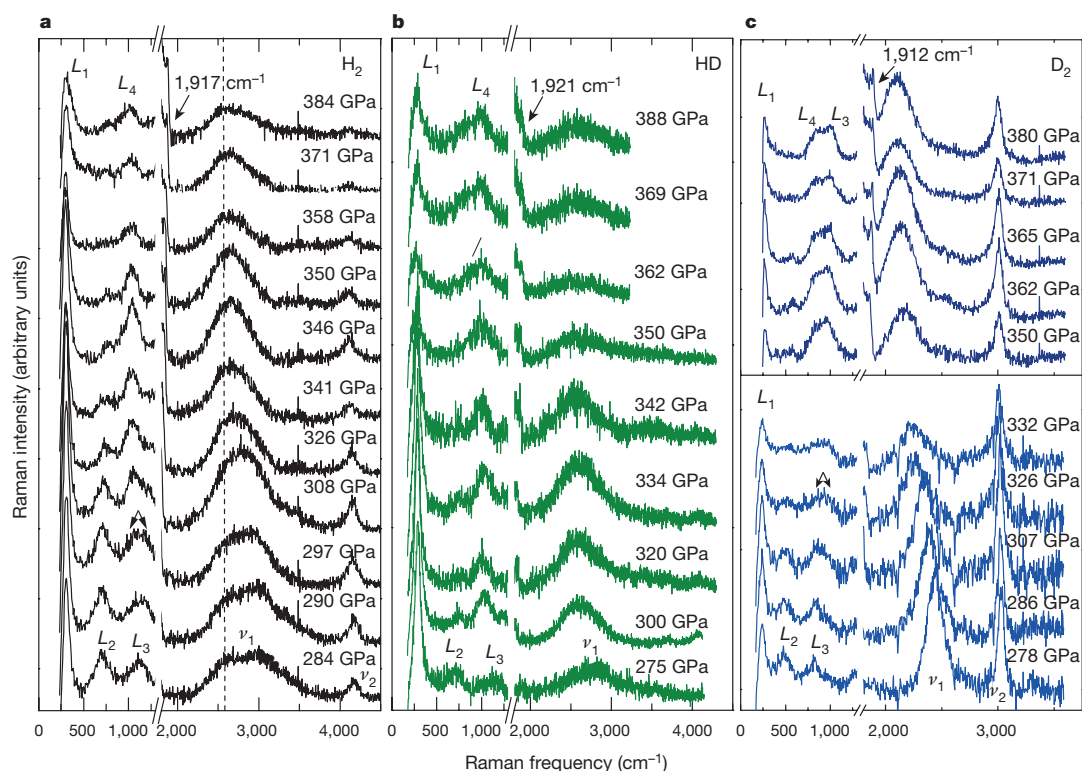 a
b
c
H₂
HD
D₂
L₁
L₄
1,917 cm⁻¹
384 GPa
371 GPa
358 GPa
350 GPa
346 GPa
341 GPa
326 GPa
308 GPa
297 GPa
290 GPa
284 GPa
L₂
L₃
ν₁
ν₂
0
500
1,000
2,000
3,000
4,000
L₁
L₄
1,921 cm⁻¹
388 GPa
369 GPa
362 GPa
350 GPa
342 GPa
334 GPa
320 GPa
300 GPa
275 GPa
L₂
L₃
ν₁
0
500
1,000
2,000
3,000
4,000
1,912 cm⁻¹
L₁
L₄
L₃
380 GPa
371 GPa
365 GPa
362 GPa
350 GPa
L₁
332 GPa
326 GPa
307 GPa
286 GPa
278 GPa
L₂
L₃
ν₁
ν₂
0
500
1,000
2,000
3,000
Raman intensity (arbitrary units)
Raman frequency (cm⁻¹)